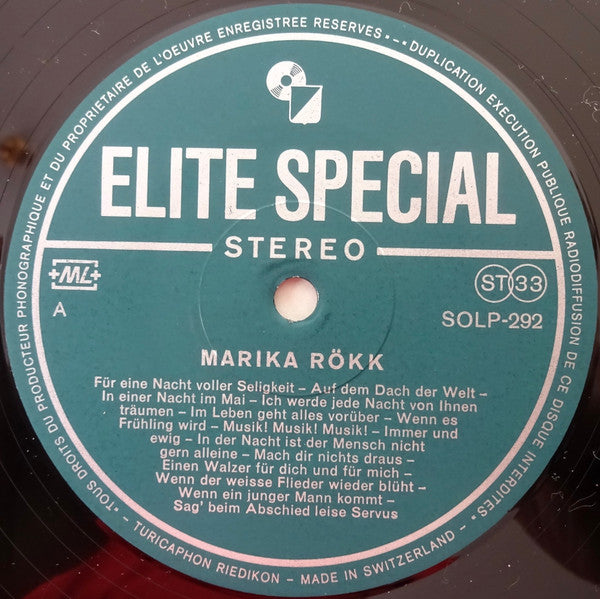 "TOUS DROITS DU PRODUCTEUR PHONOGRAPHIQUE ET DU PROPRIETAIRE DE L'OEUVRE ENREGISTREE RESERVES"-"DUPLICATION EXECUTION PUBLIQUE RADIODIFFUSION DE CE DISQUE INTERDITES"-
ELITE SPECIAL
STEREO
+ML+
ST 33
A
SOLP-292
MARIKA RÖKK
Für eine Nacht voller Seligkeit – Auf dem Dach der Welt –
In einer Nacht im Mai – Ich werde jede Nacht von Ihnen
träumen – Im Leben geht alles vorüber – Wenn es
Frühling wird – Musik! Musik! Musik! – Immer und
ewig – In der Nacht ist der Mensch nicht
gern alleine – Mach dir nichts draus –
Einen Walzer für dich und für mich –
Wenn der weisse Flieder wieder blüht –
Wenn ein junger Mann kommt –
Sag' beim Abschied leise Servus
TURICAPHON RIEDIKON – MADE IN SWITZERLAND –